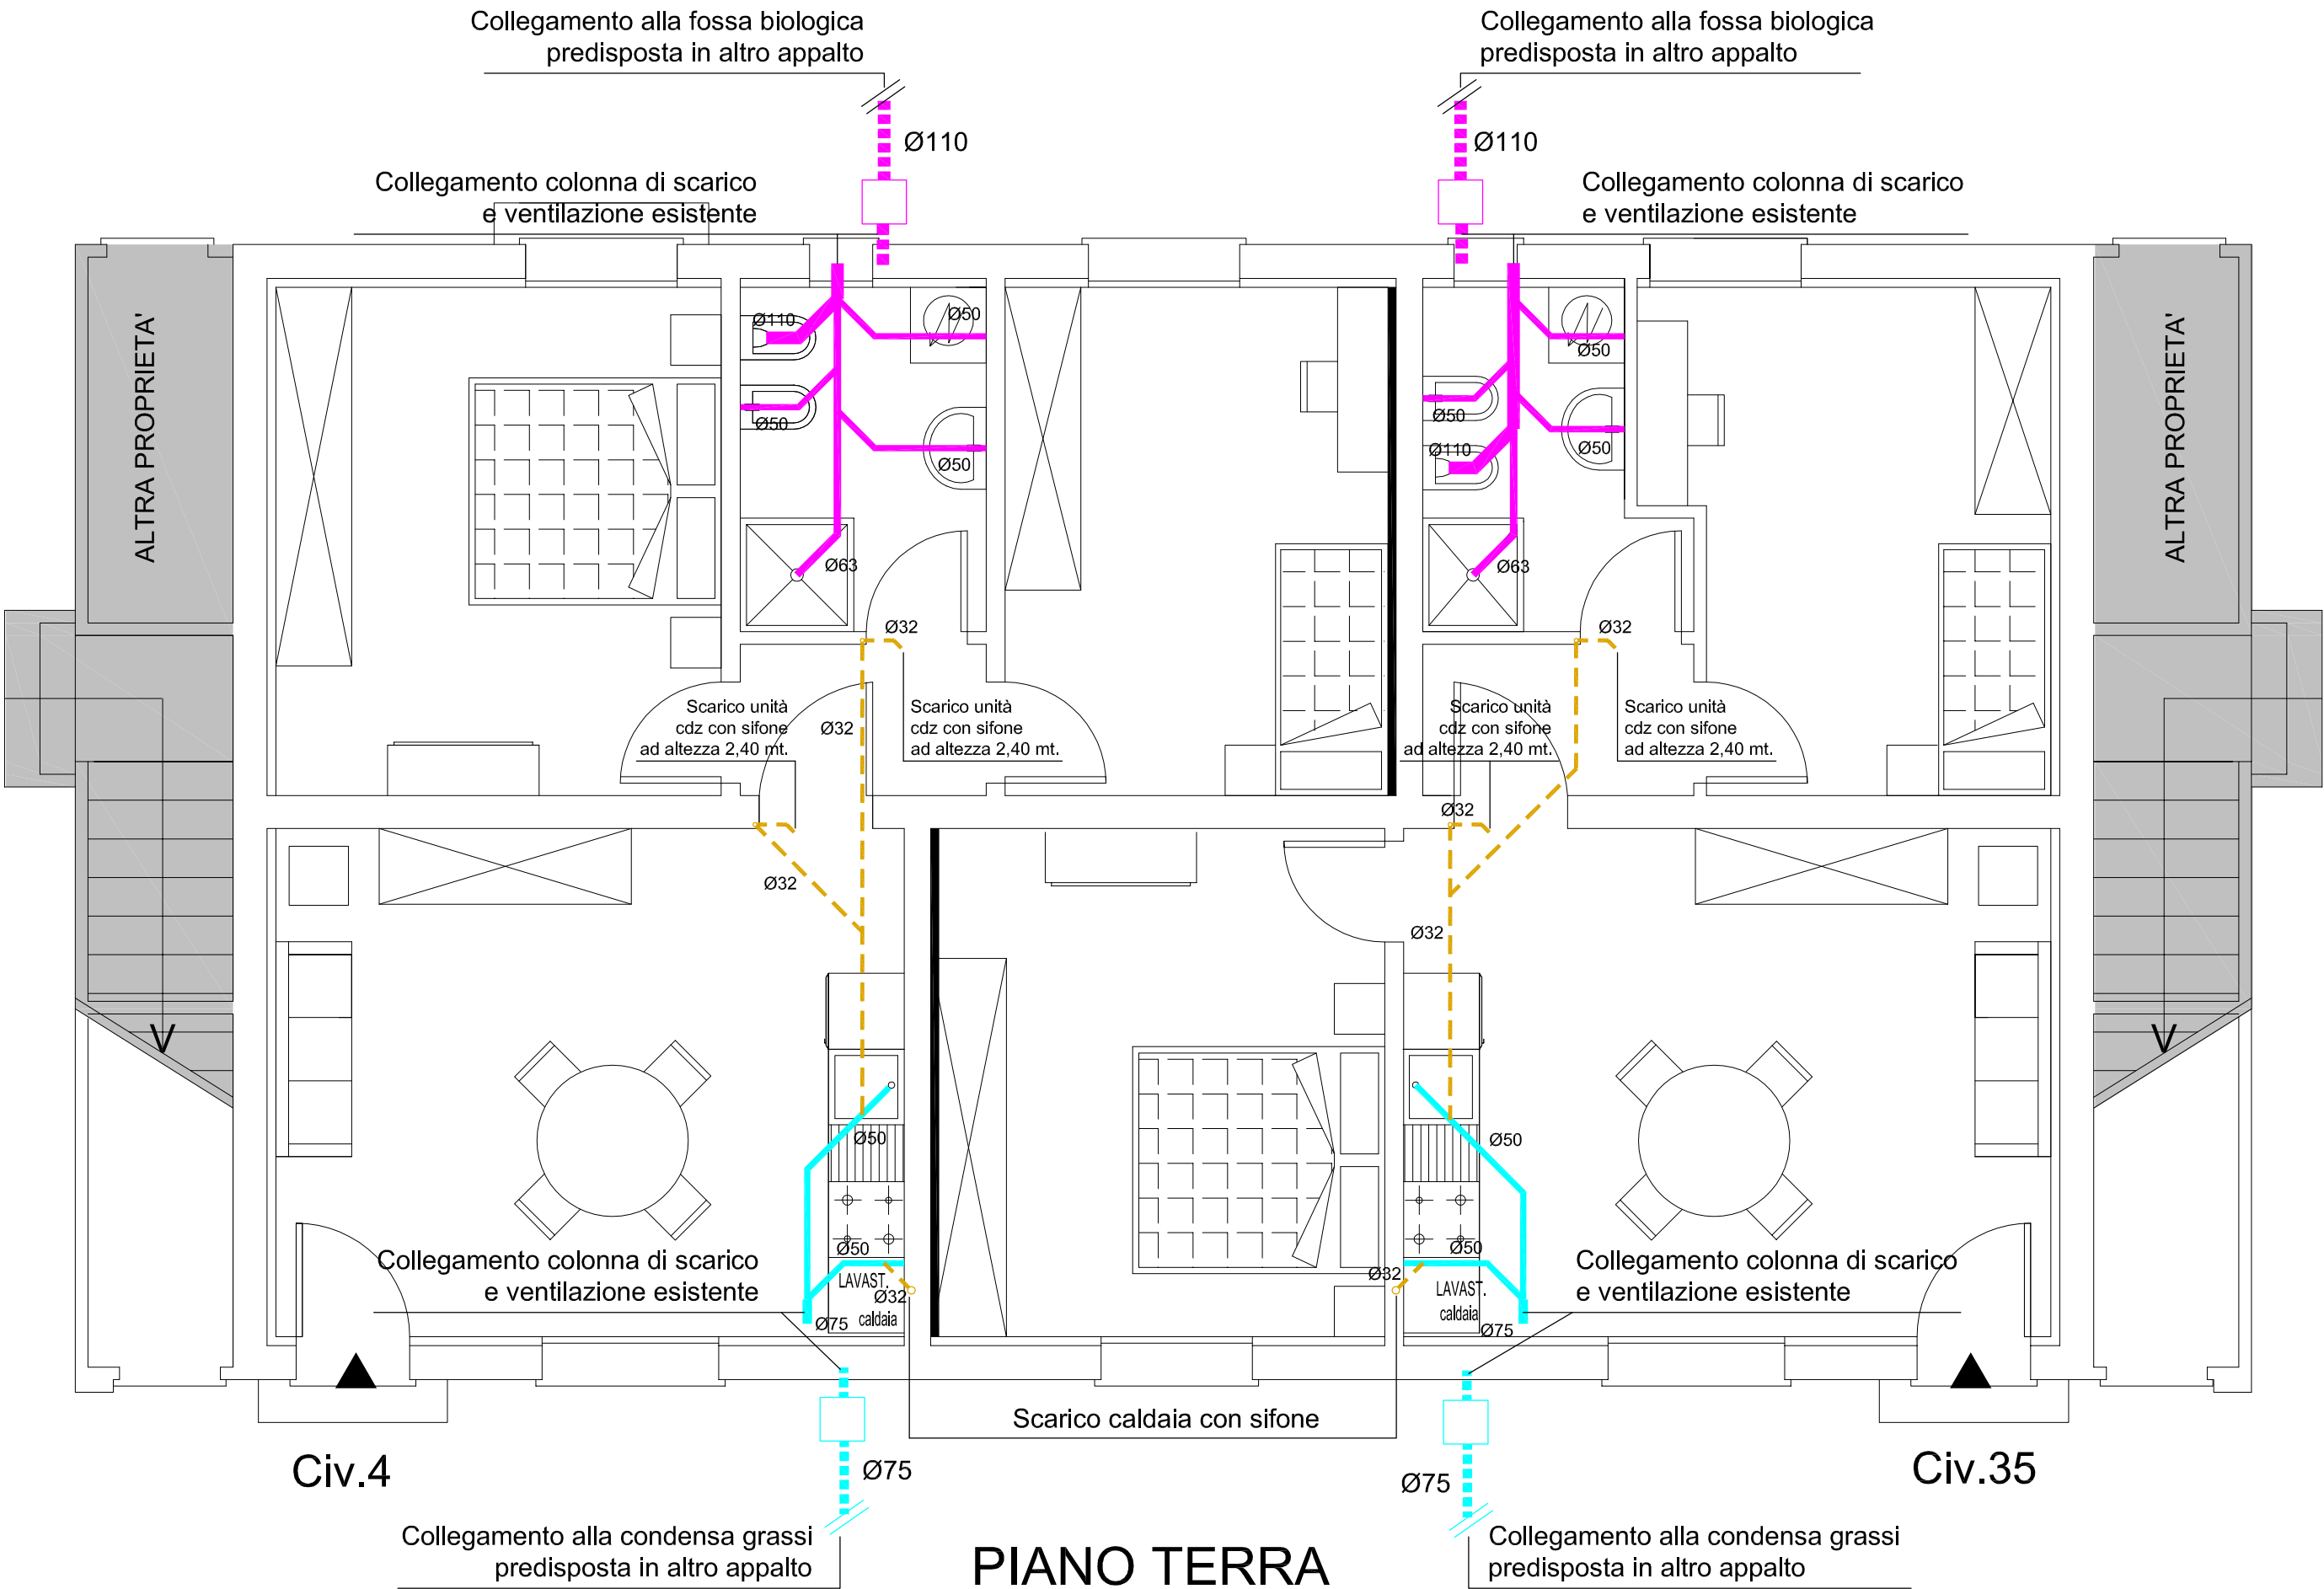 Collegamento alla fossa biologica
predisposta in altro appalto
Collegamento alla fossa biologica
predisposta in altro appalto
Ø110
Ø110
Collegamento colonna di scarico
e ventilazione esistente
Collegamento colonna di scarico
e ventilazione esistente
ALTRA PROPRIETA'
ALTRA PROPRIETA'
Ø110
Ø50
Ø50
Ø50
Ø63
Ø50
Ø50
Ø110
Ø50
Ø63
Ø32
Ø32
Scarico unità
cdz con sifone
ad altezza 2,40 mt.
Ø32
Scarico unità
cdz con sifone
ad altezza 2,40 mt.
Scarico unità
cdz con sifone
ad altezza 2,40 mt.
Scarico unità
cdz con sifone
ad altezza 2,40 mt.
Ø32
Ø32
Ø32
Ø50
Ø50
Collegamento colonna di scarico
e ventilazione esistente
Ø50
LAVAST.
Ø32
caldaia
Ø75
Ø50
Ø32
LAVAST.
caldaia
Ø75
Collegamento colonna di scarico
e ventilazione esistente
Scarico caldaia con sifone
Civ.4
Ø75
Ø75
Civ.35
Collegamento alla condensa grassi
predisposta in altro appalto
PIANO TERRA
Collegamento alla condensa grassi
predisposta in altro appalto